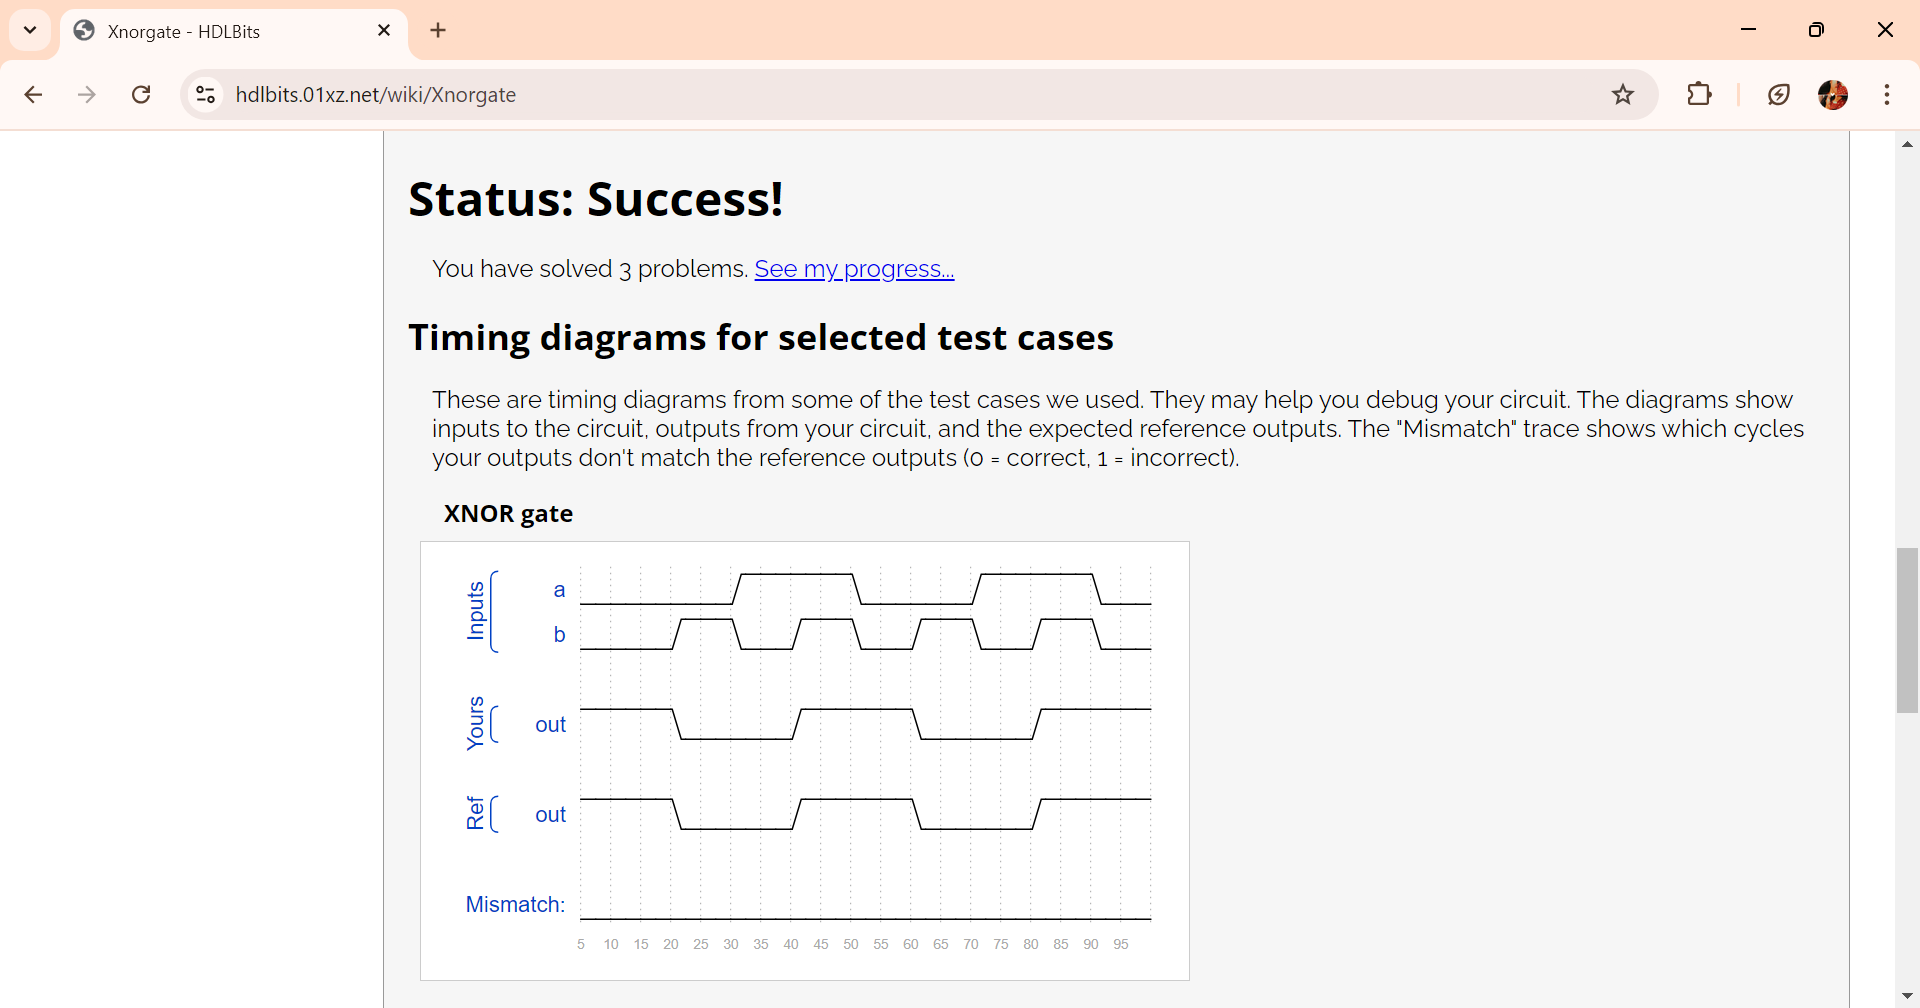 Xnorgate - HDLBits
hdlbits.01xz.net/wiki/Xnorgate
Status: Success!
You have solved 3 problems. See my progress...
Timing diagrams for selected test cases
These are timing diagrams from some of the test cases we used. They may help you debug your circuit. The diagrams show
inputs to the circuit, outputs from your circuit, and the expected reference outputs. The "Mismatch" trace shows which cycles
your outputs don't match the reference outputs (0 = correct, 1 = incorrect).
XNOR gate
Inputs
a
b
Yours
out
Ref
out
Mismatch:
5 10 15 20 25 30 35 40 45 50 55 60 65 70 75 80 85 90 95